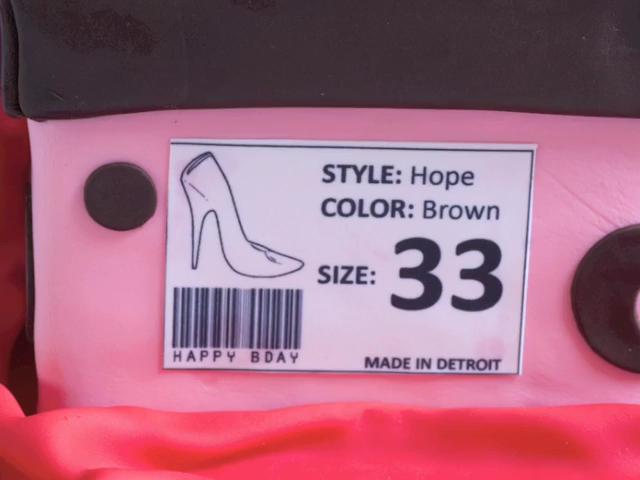 STYLE: Hope
COLOR: Brown
SIZE: 33
HAPPY BDAY
MADE IN DETROIT